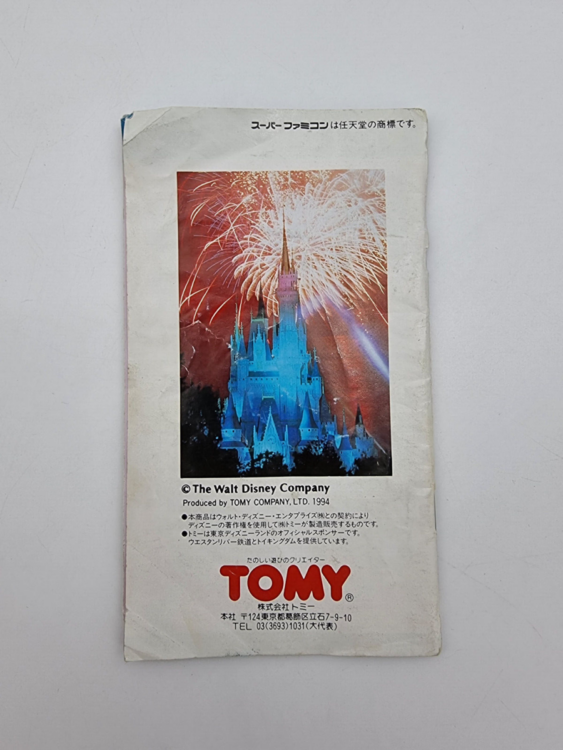 スーパーファミコンは任天堂の商標です。
© The Walt Disney Company
Produced by TOMY COMPANY, LTD. 1994
●本商品はウォルト・ディズニー・エンタプライズ㈱との契約により
ディズニーの著作権を使用して㈱トミーが製造販売するものです。
●トミーは東京ディズニーランドのオフィシャルスポンサーです。
ウエスタンリバー鉄道とトイキングダムを提供しています。
たのしい遊びのクリエイター
TOMY®
株式会社トミー
本社 〒124東京都葛飾区立石7-9-10
TEL 03(3693)1031(大代表)